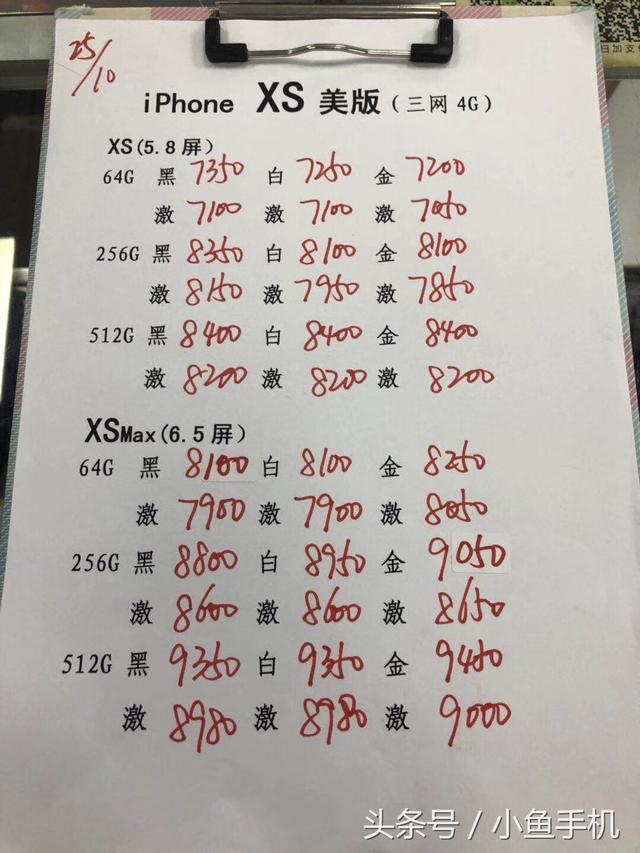 日加支付
25/10
iPhone XS 美版(三网 4G)
XS(5.8屏)
64G 黑 7350 白 7250 金 7200
激 7100 激 7100 激 7050
256G 黑 8350 白 8100 金 8100
激 8150 激 7950 激 7850
512G 黑 8400 白 8400 金 8400
激 8200 激 8200 激 8200
XSMax(6.5屏)
64G 黑 8100 白 8100 金 8250
激 7900 激 7900 激 8050
256G 黑 8800 白 8950 金 9050
激 8600 激 8600 激 8650
512G 黑 9350 白 9350 金 9450
激 8980 激 8980 激 9000
头条号 / 小鱼手机